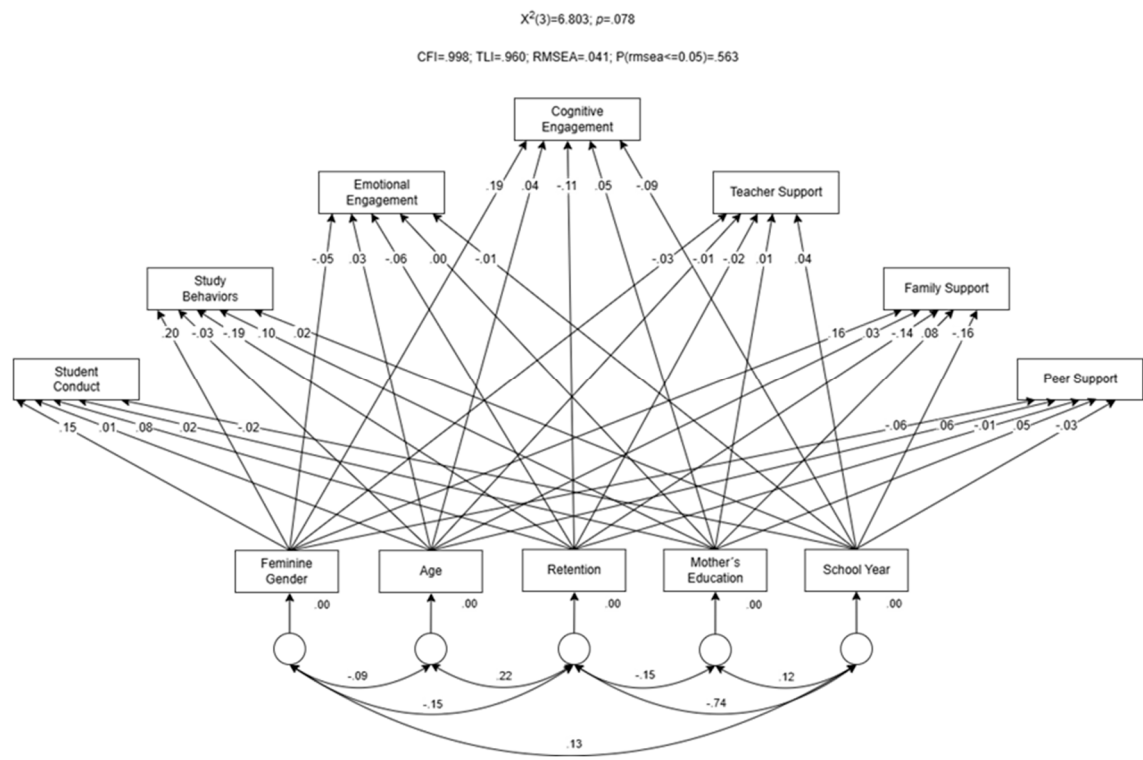 X²(3)=6.803; p=.078
CFI=.998; TLI=.960; RMSEA=.041; P(rmsea<=0.05)=.563
Cognitive
Engagement
Emotional
Engagement
Teacher Support
.19 .04 -.11 .05 -.09
Study
Behaviors
Family Support
-.05 .03 -.06 .00 -.01
-.03 -.01 -.02 .01 .04
Student
Conduct
Peer Support
.20 -.03 -.19 .10 .02
.16 .03 -.14 .08 -.16
.15 .01 .08 .02 -.02
-.06 .06 -.01 .05 -.03
Feminine
Gender
Age
Retention
Mother´s
Education
School Year
.00 .00 .00 .00 .00
-.09 .22 -.15 .12
-.15 -.74
.13